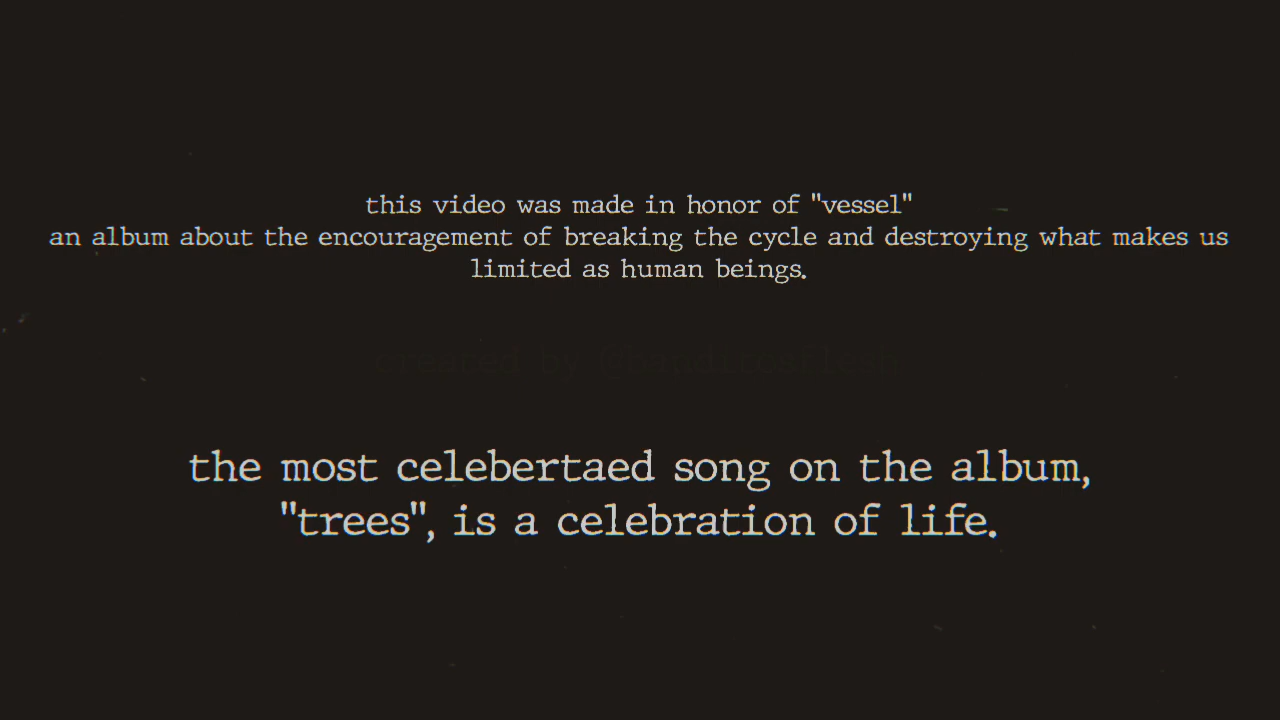 this video was made in honor of "vessel"
an album about the encouragement of breaking the cycle and destroying what makes us
limited as human beings.
created by
the most celebertaed song on the album,
"trees", is a celebration of life.